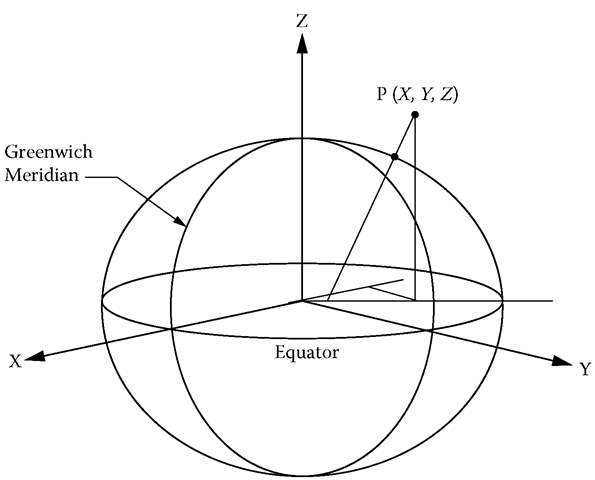 Z
P (X, Y, Z)
Greenwich
Meridian
Equator
X
Y